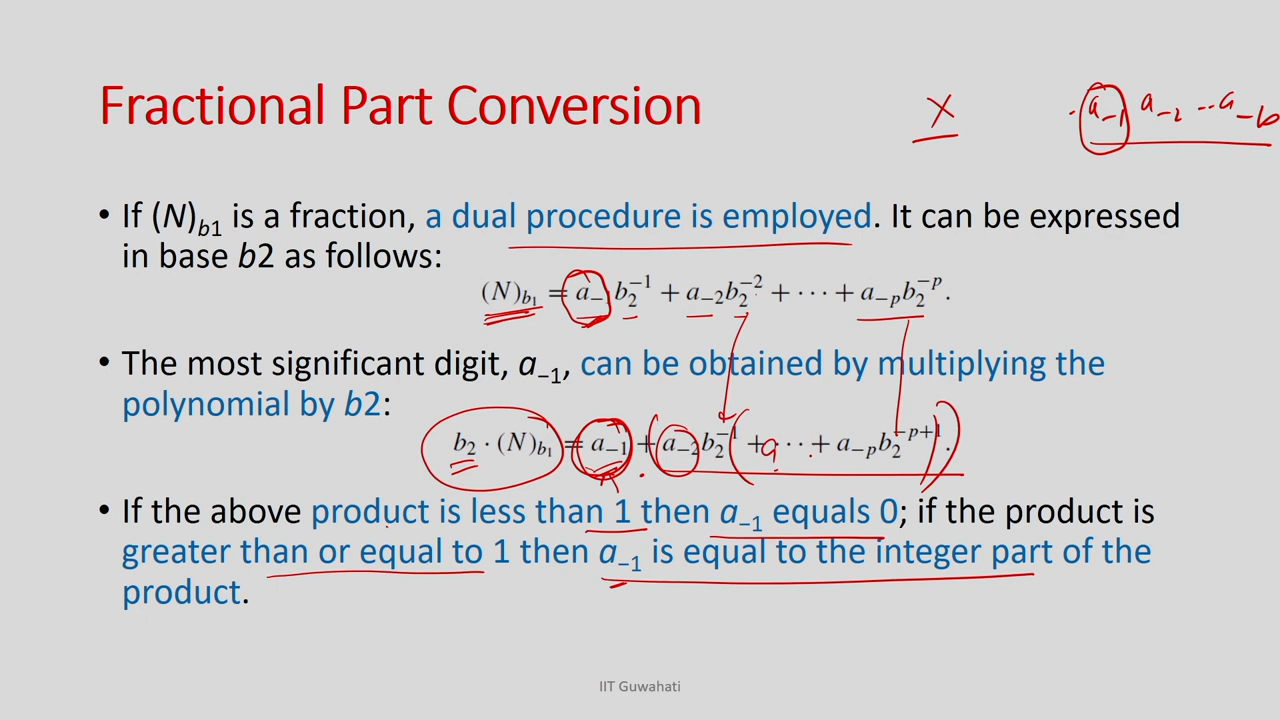 Fractional Part Conversion
X
. a₋₁ a₋₂ -- a₋b
• If (N)b1 is a fraction, a dual procedure is employed. It can be expressed
in base b2 as follows:
(N)b₁ = a₋ b₂⁻¹ + a₋₂b₂⁻² + ··· + a₋pb₂⁻ᵖ.
• The most significant digit, a₋₁, can be obtained by multiplying the
polynomial by b2:
b₂ · (N)b₁ = a₋₁ + (a₋₂b₂⁻¹ (+ a ··· + a₋pb₂⁻ᵖ⁺¹)).
• If the above product is less than 1 then a₋₁ equals 0; if the product is
greater than or equal to 1 then a₋₁ is equal to the integer part of the
product.
IIT Guwahati